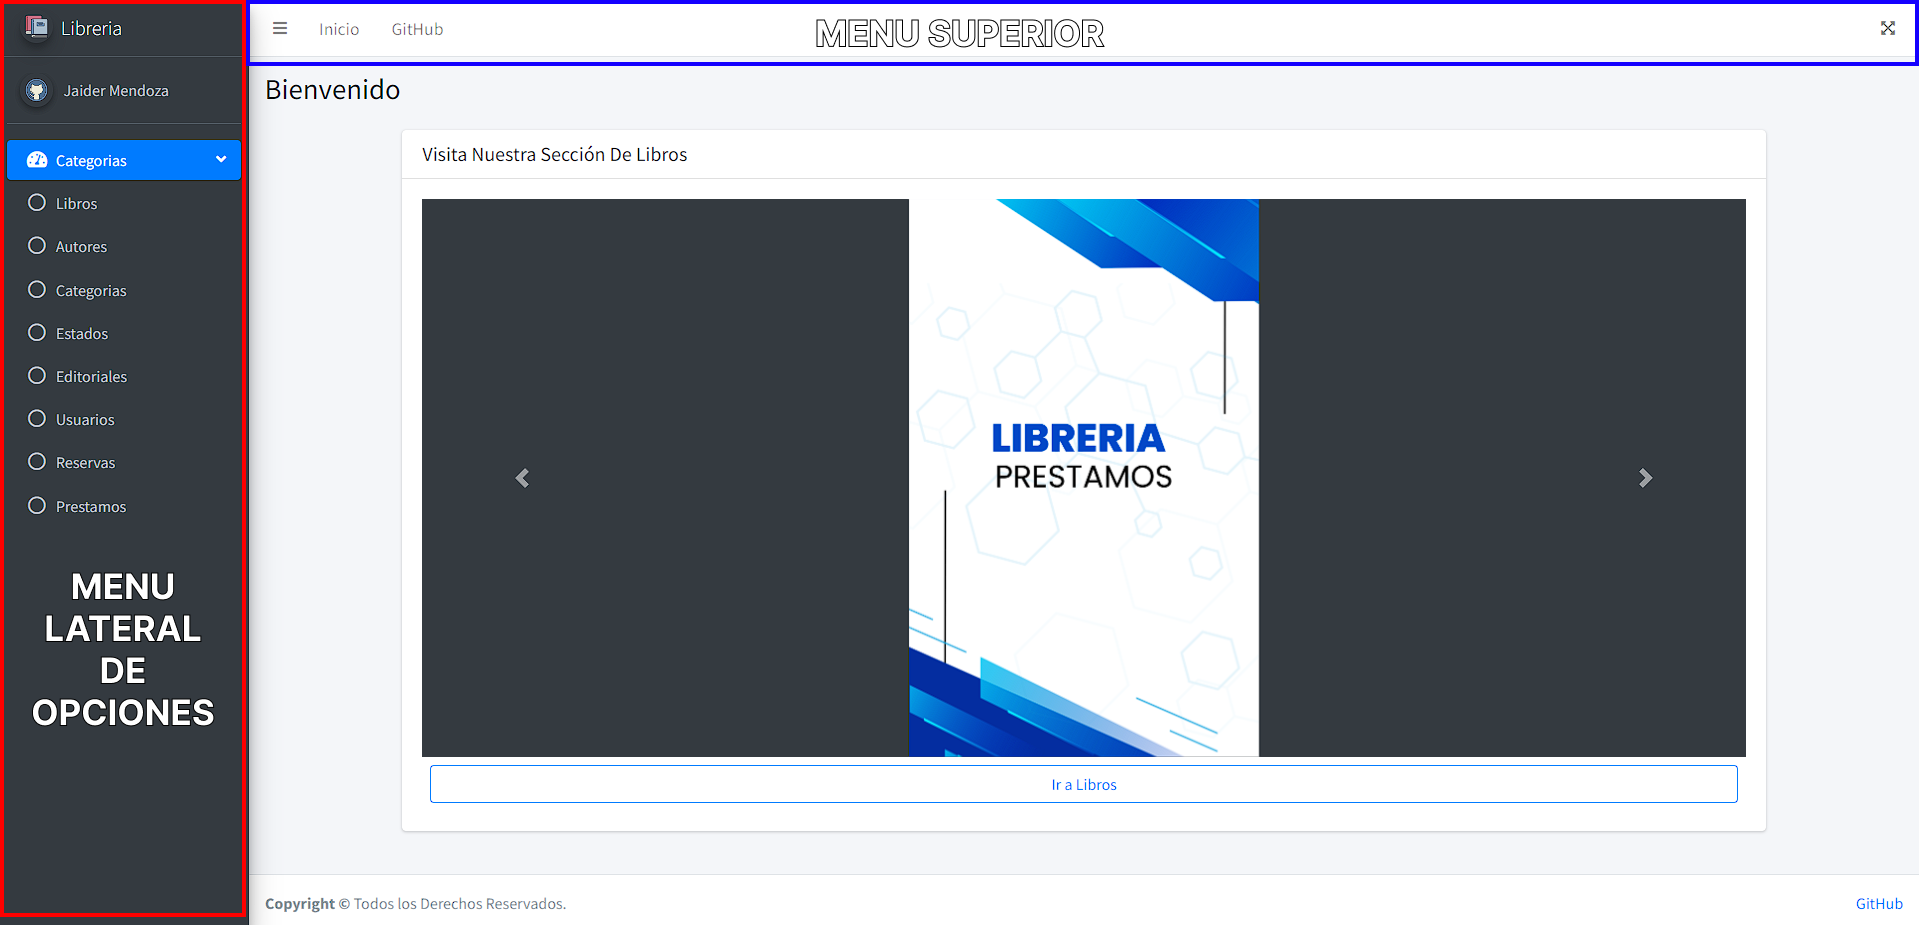 Libreria
Jaider Mendoza
Categorias
Libros
Autores
Categorias
Estados
Editoriales
Usuarios
Reservas
Prestamos
MENU
LATERAL
DE
OPCIONES
Inicio GitHub
MENU SUPERIOR
Bienvenido
Visita Nuestra Sección De Libros
LIBRERIA
PRESTAMOS
Ir a Libros
Copyright © Todos los Derechos Reservados.
GitHub